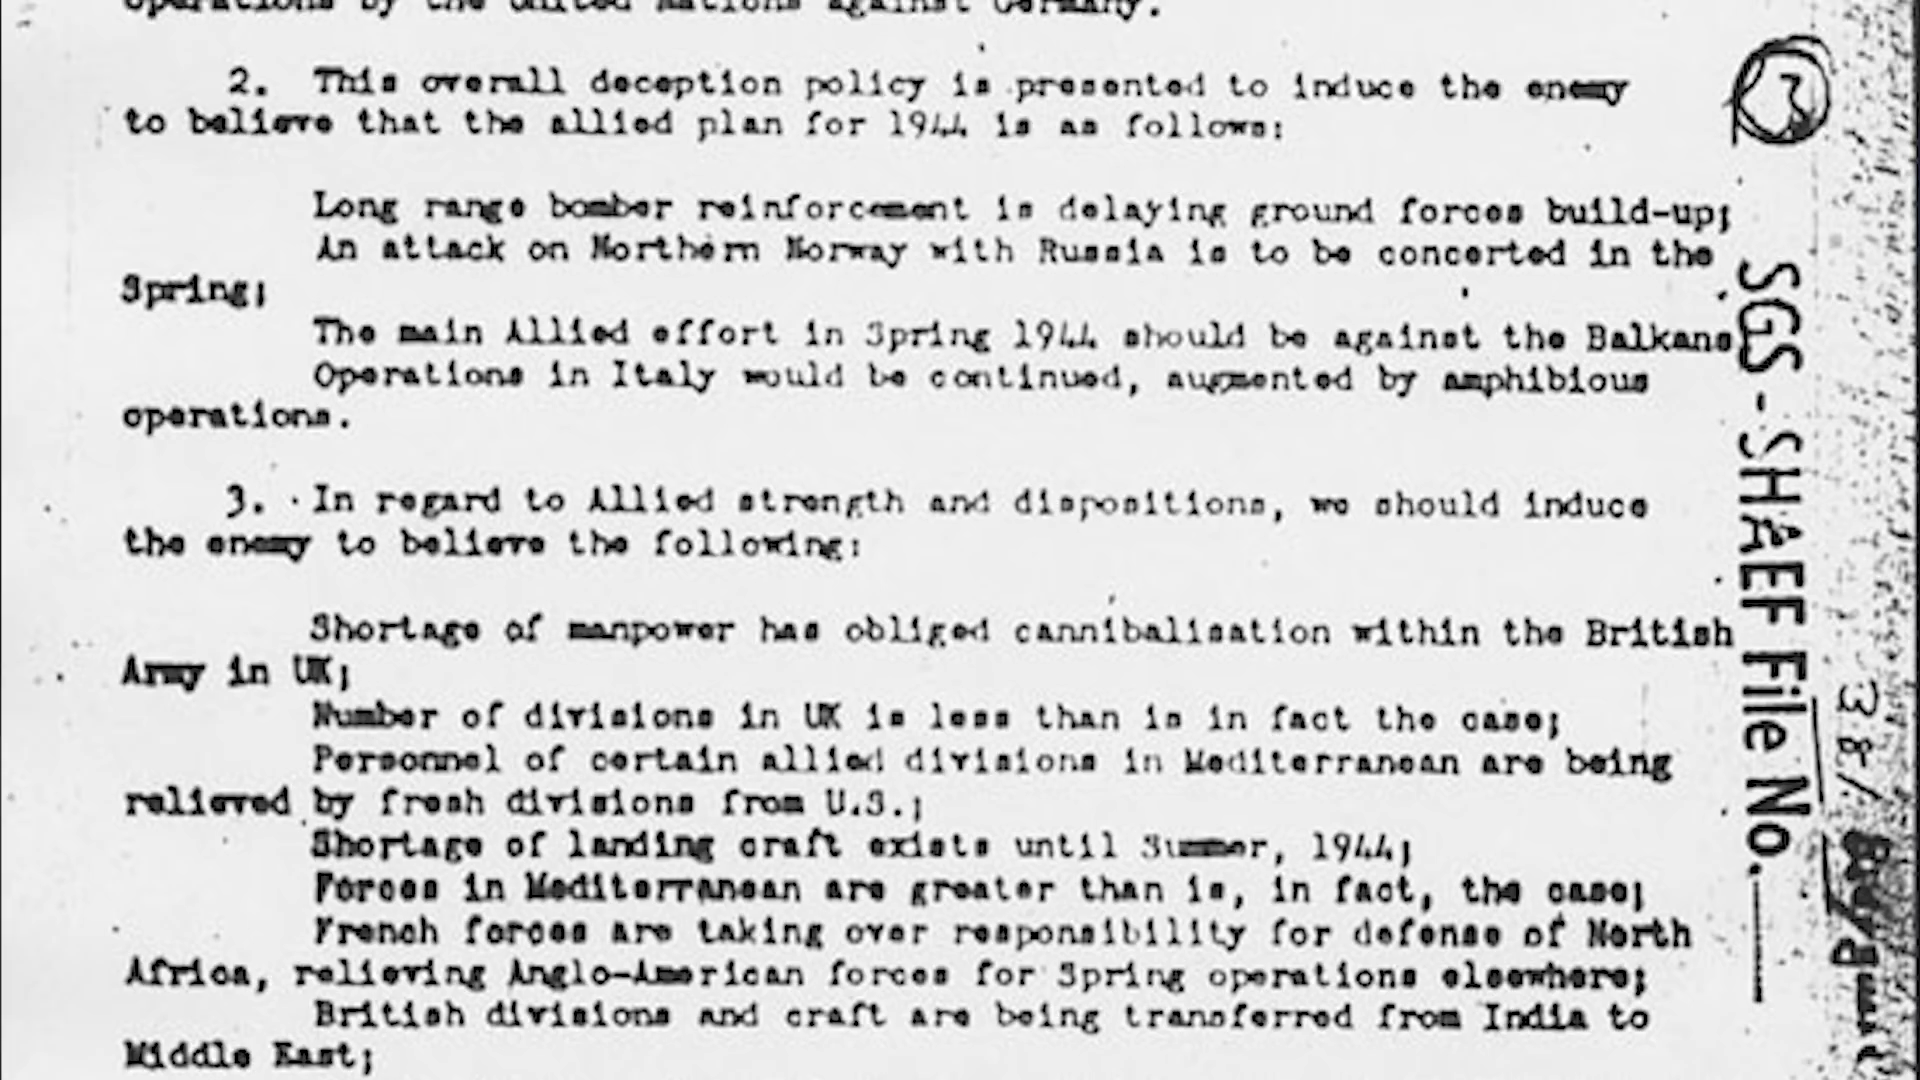 operations by the United Nations against Germany.
2. This overall deception policy is presented to induce the enemy
to believe that the allied plan for 1944 is as follows:
Long range bomber reinforcement is delaying ground forces build-up;
An attack on Northern Norway with Russia is to be concerted in the
Spring;
The main Allied effort in Spring 1944 should be against the Balkans
Operations in Italy would be continued, augmented by amphibious
operations.
3. In regard to Allied strength and dispositions, we should induce
the enemy to believe the following:
Shortage of manpower has obliged cannibalisation within the British
Army in UK;
Number of divisions in UK is less than is in fact the case;
Personnel of certain allied divisions in Mediterranean are being
relieved by fresh divisions from U.S.;
Shortage of landing craft exists until Summer, 1944;
Forces in Mediterranean are greater than is, in fact, the case;
French forces are taking over responsibility for defense of North
Africa, relieving Anglo-American forces for Spring operations elsewhere;
British divisions and craft are being transferred from India to
Middle East;
3
SGS - SHAEF File No.
381